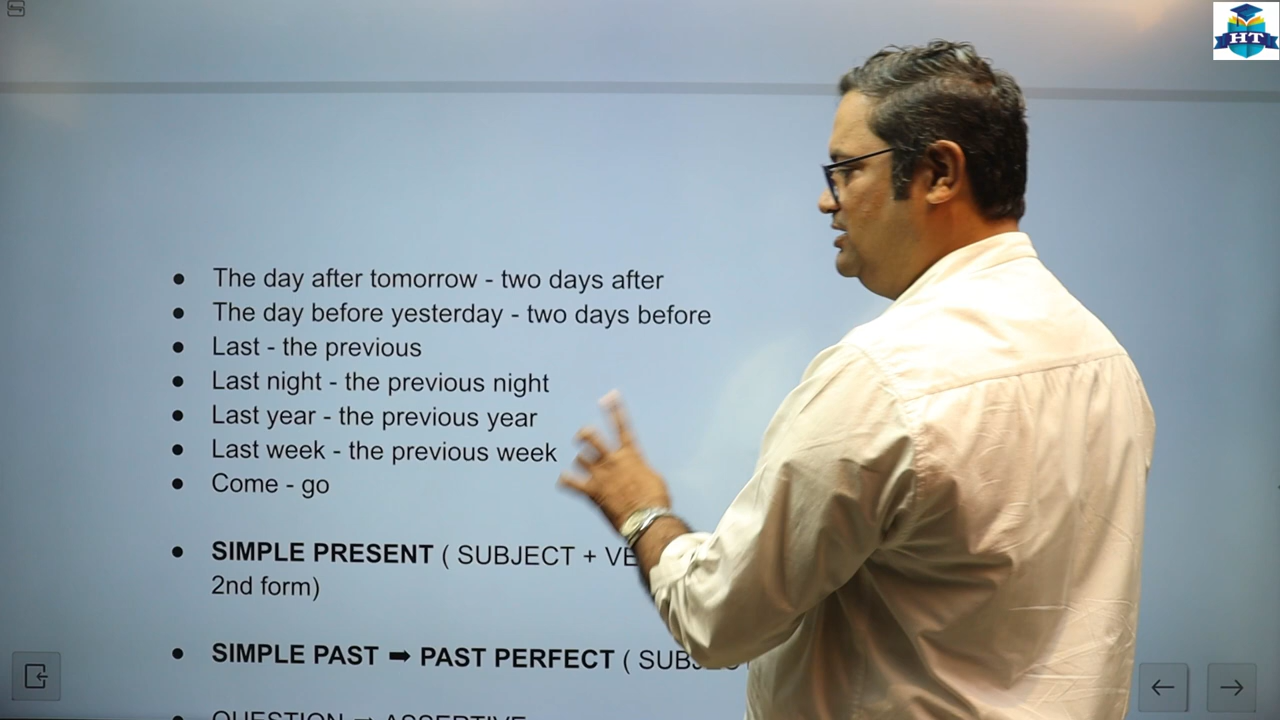 HT
The day after tomorrow - two days after
The day before yesterday - two days before
Last - the previous
Last night - the previous night
Last year - the previous year
Last week - the previous week
Come - go
SIMPLE PRESENT ( SUBJECT +
2nd form)
SIMPLE PAST ➡ PAST PERFECT (
QUESTION ASSERTIVE